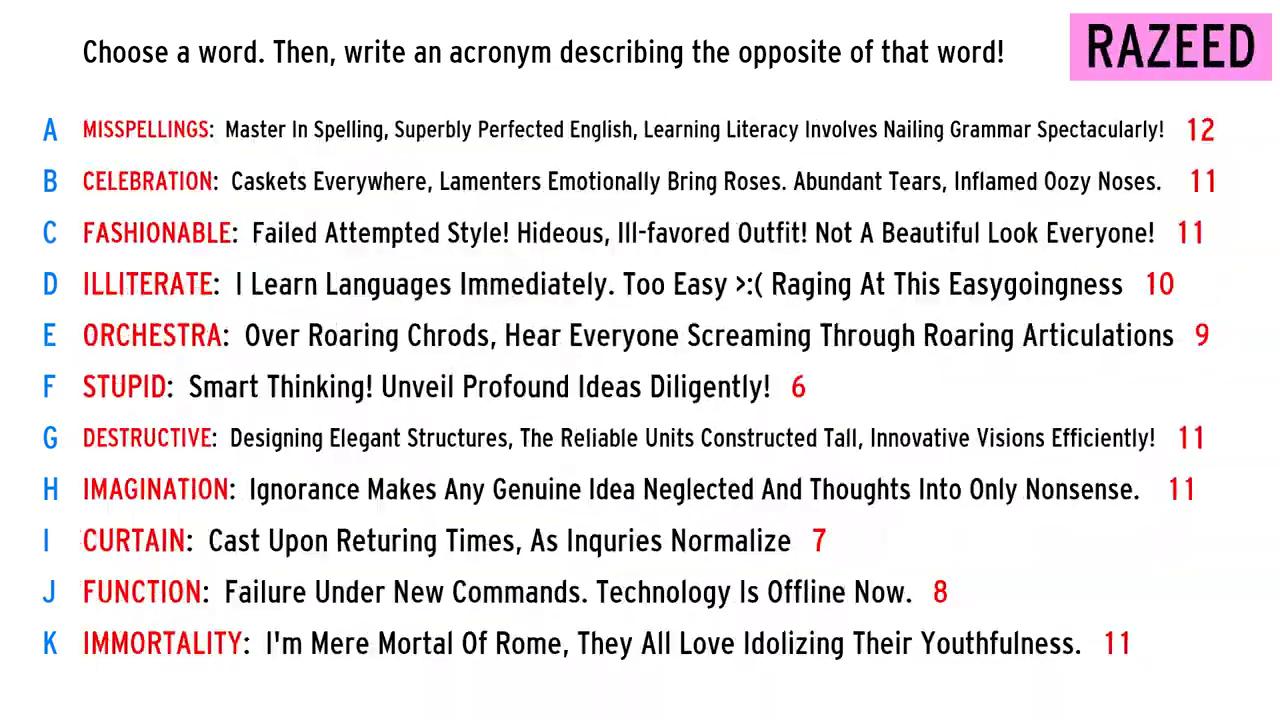 Choose a word. Then, write an acronym describing the opposite of that word!
RAZEED
A MISSPELLINGS: Master In Spelling, Superbly Perfected English, Learning Literacy Involves Nailing Grammar Spectacularly! 12
B CELEBRATION: Caskets Everywhere, Lamenters Emotionally Bring Roses. Abundant Tears, Inflamed Oozy Noses. 11
C FASHIONABLE: Failed Attempted Style! Hideous, Ill-favored Outfit! Not A Beautiful Look Everyone! 11
D ILLITERATE: I Learn Languages Immediately. Too Easy >:( Raging At This Easygoingness 10
E ORCHESTRA: Over Roaring Chrods, Hear Everyone Screaming Through Roaring Articulations 9
F STUPID: Smart Thinking! Unveil Profound Ideas Diligently! 6
G DESTRUCTIVE: Designing Elegant Structures, The Reliable Units Constructed Tall, Innovative Visions Efficiently! 11
H IMAGINATION: Ignorance Makes Any Genuine Idea Neglected And Thoughts Into Only Nonsense. 11
I CURTAIN: Cast Upon Returing Times, As Inquries Normalize 7
J FUNCTION: Failure Under New Commands. Technology Is Offline Now. 8
K IMMORTALITY: I'm Mere Mortal Of Rome, They All Love Idolizing Their Youthfulness. 11